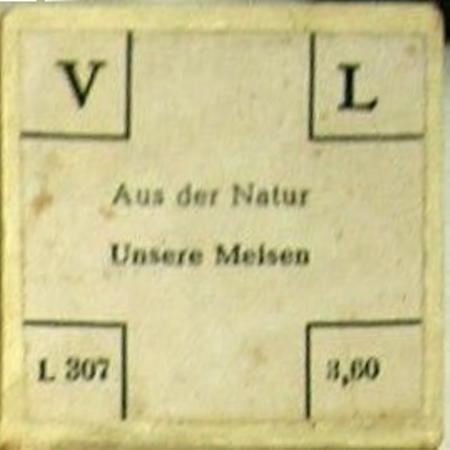 V L
Aus der Natur
Unsere Meisen
L 307 3,60